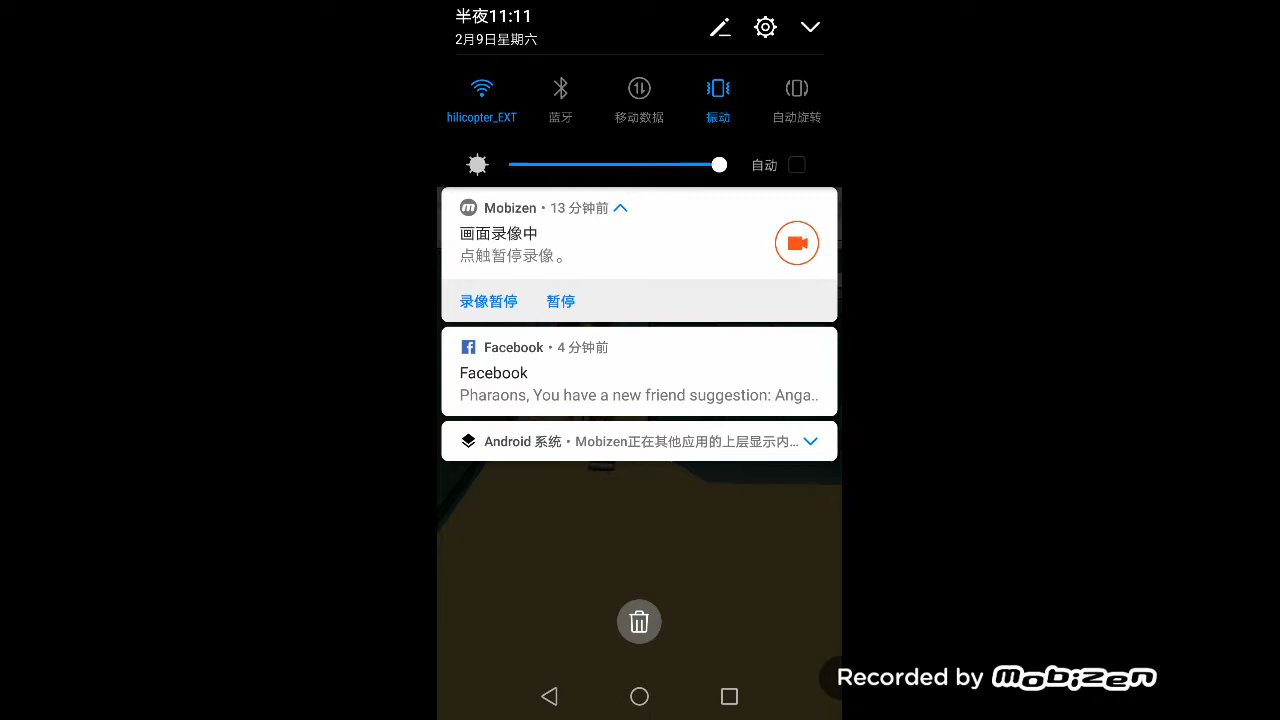 半夜11:11
2月9日星期六
hilicopter_EXT 蓝牙 移动数据 振动 自动旋转
自动
Mobizen • 13 分钟前
画面录像中
点触暂停录像。
录像暂停 暂停
Facebook • 4 分钟前
Facebook
Pharaons, You have a new friend suggestion: Anga..
Android 系统 • Mobizen正在其他应用的上层显示内...
Recorded by mobizen